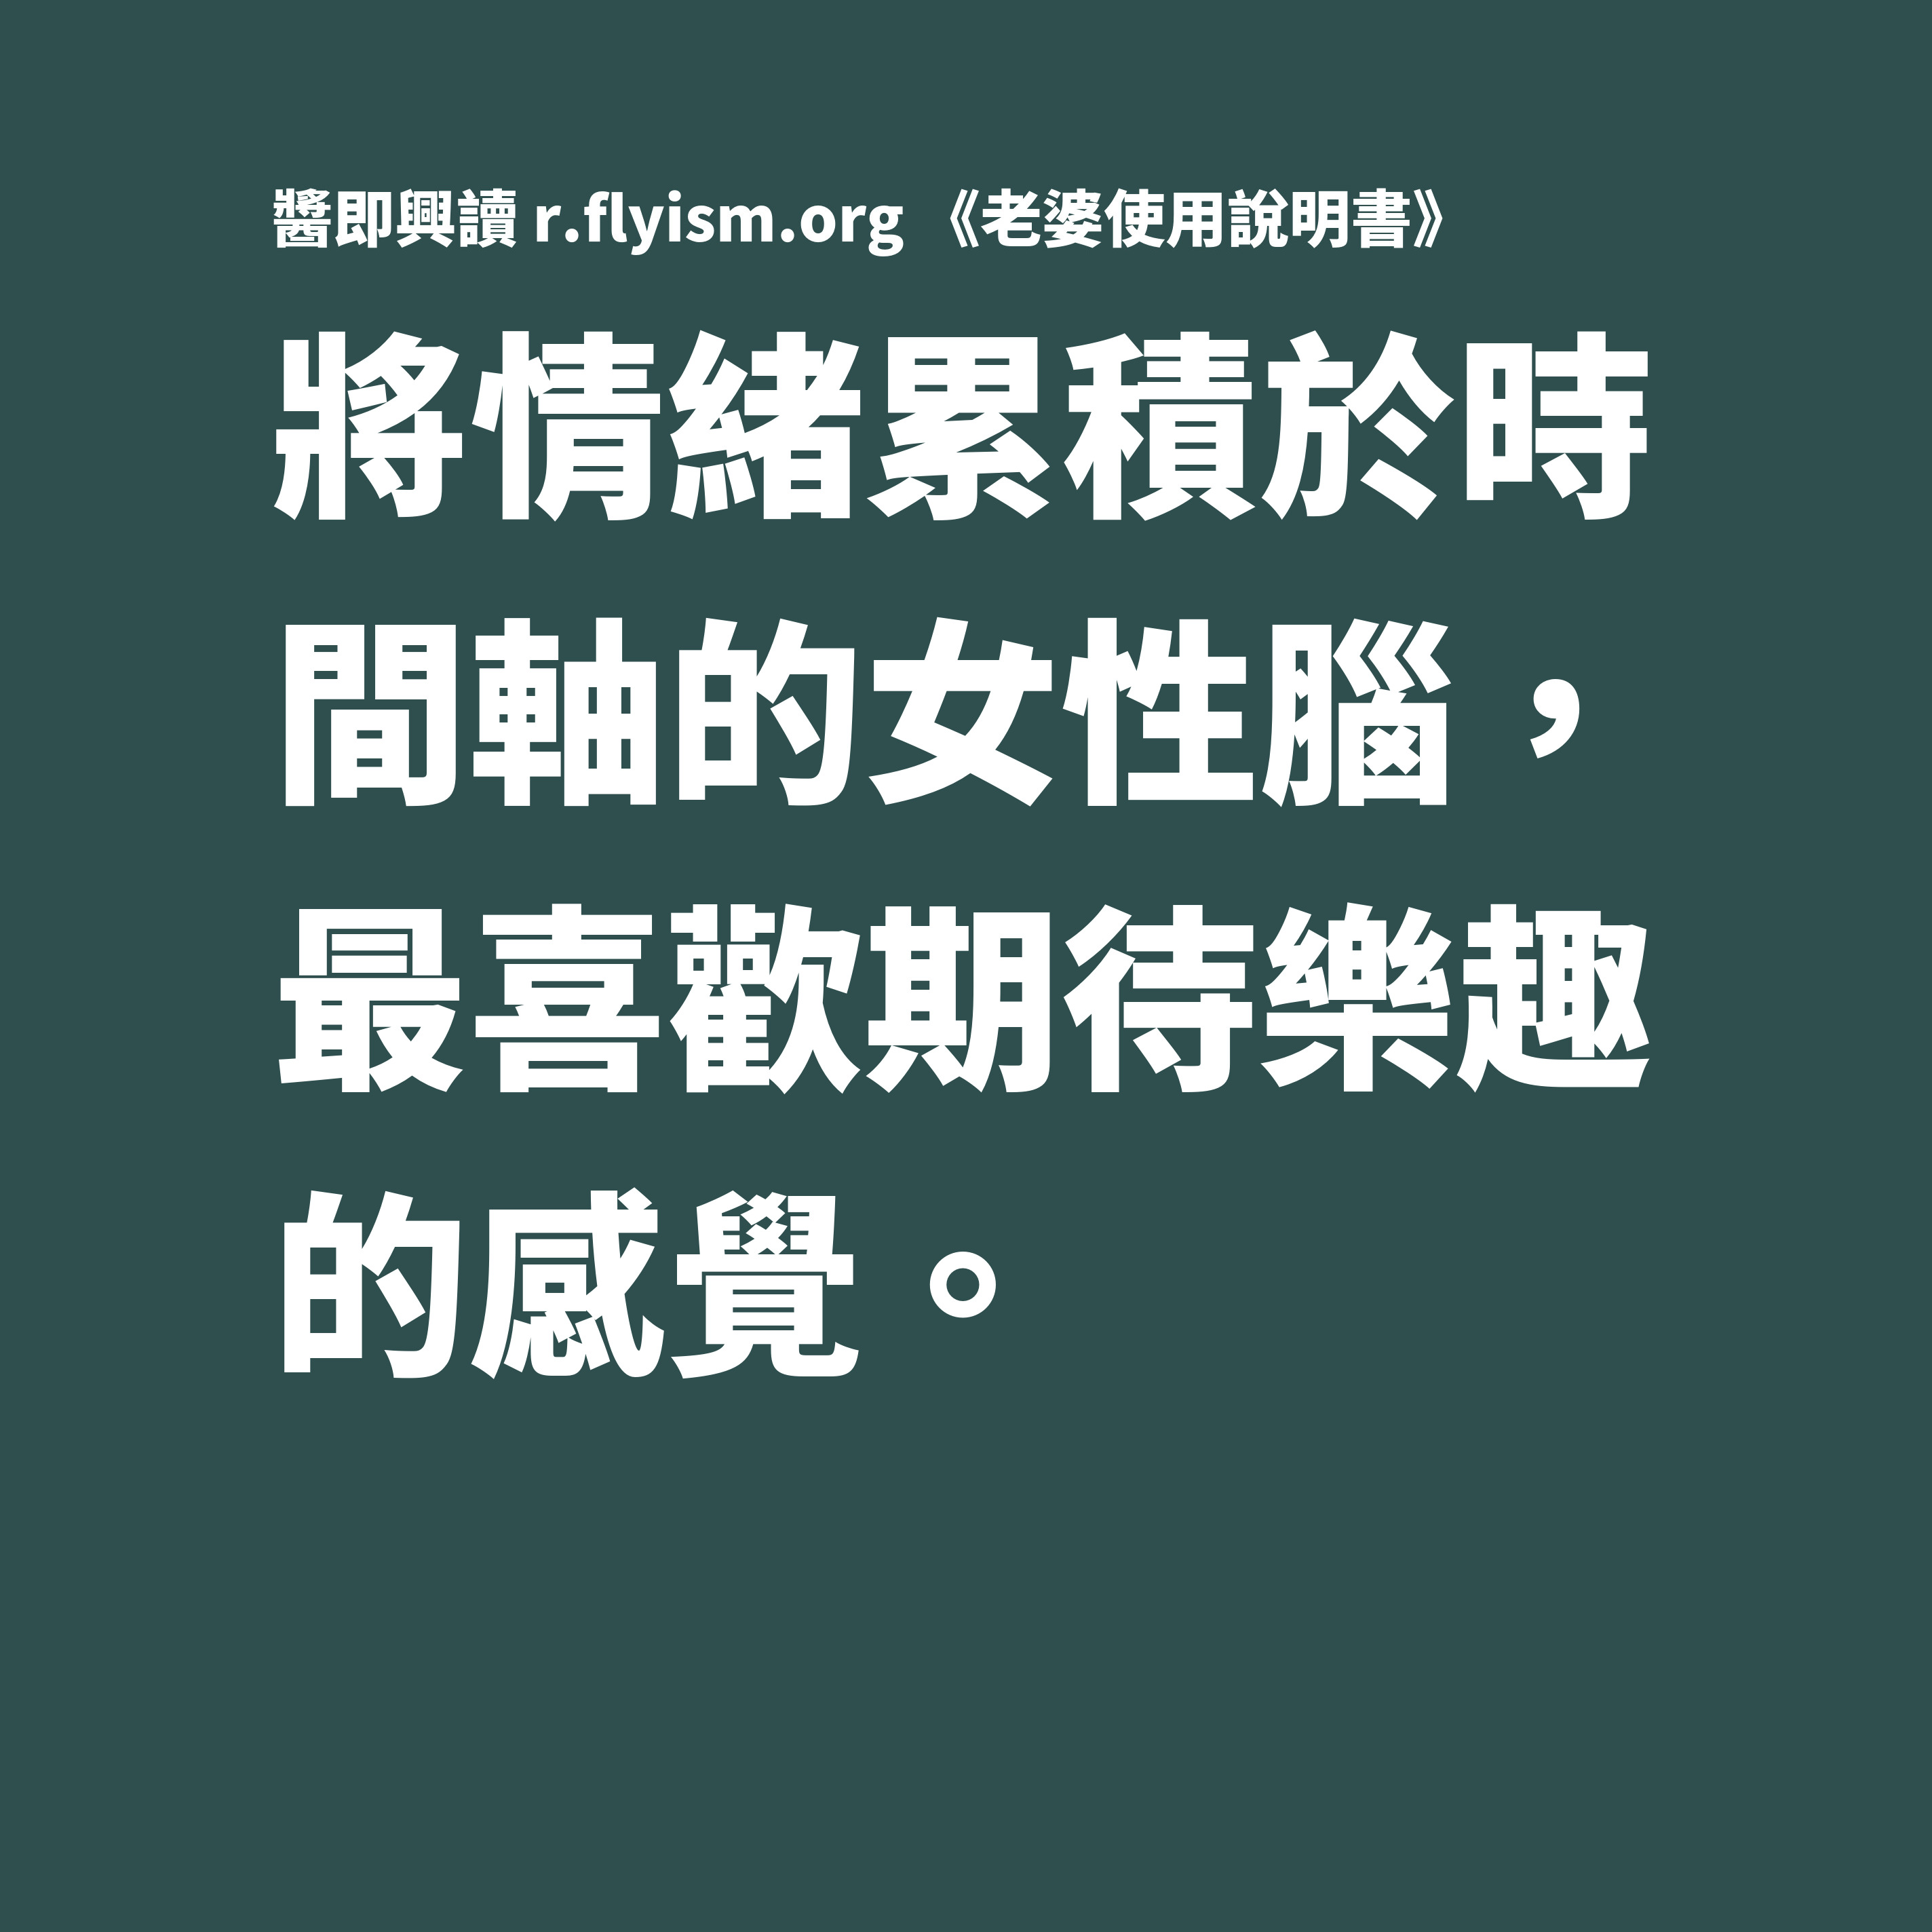 馨即興讀 r.flyism.org 《老婆使用說明書》
將情緒累積於時
間軸的女性腦，
最喜歡期待樂趣
的感覺。